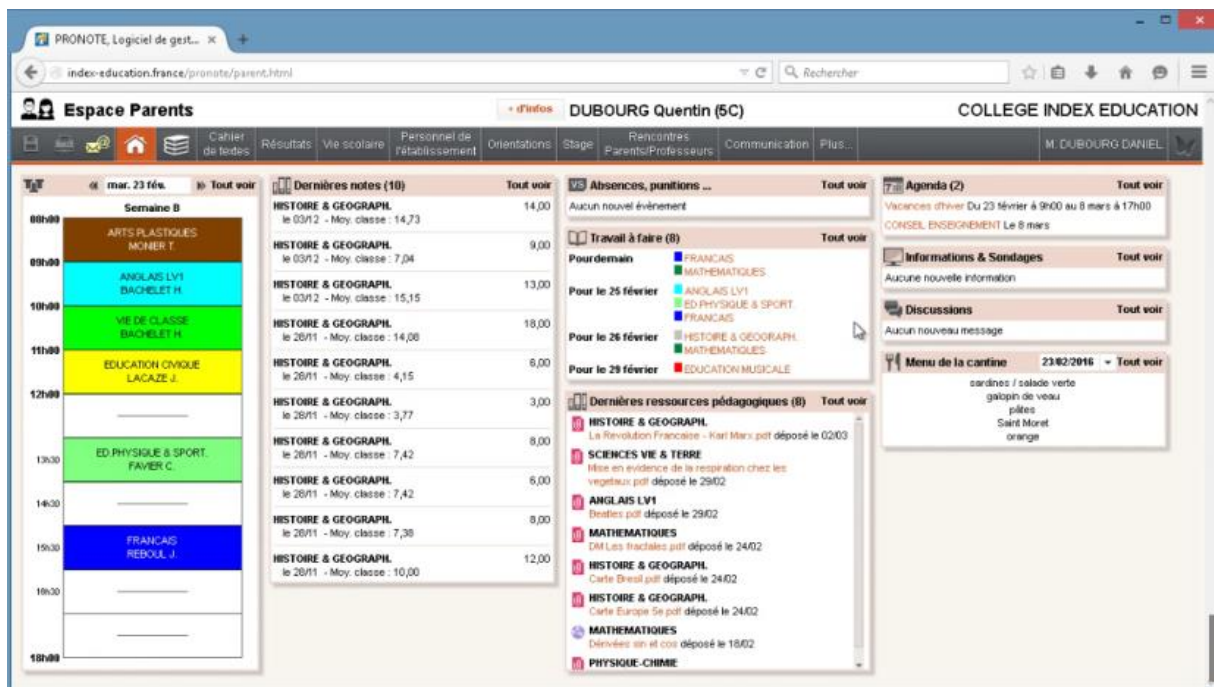 PRONOTE, Logiciel de gest...
index-education.france/pronote/parent.html
Rechercher
Espace Parents
+ d'infos
DUBOURG Quentin (5C)
COLLEGE INDEX EDUCATION
Cahier de textes
Résultats
Vie scolaire
Personnel de l'établissement
Orientations
Stage
Rencontres Parents/Professeurs
Communication
Plus...
M. DUBOURG DANIEL
mar. 23 fév.
Tout voir
Semaine B
08h00
ARTS PLASTIQUES
MONIER T.
09h00
ANGLAIS LV1
BACHELET H.
10h00
VIE DE CLASSE
BACHELET H.
11h00
EDUCATION CIVIQUE
LACAZE J.
12h00
ED.PHYSIQUE & SPORT.
FAVIER C.
13h30
14h30
FRANCAIS
REBOUL J.
15h30
16h30
18h00
Dernières notes (10)
Tout voir
HISTOIRE & GEOGRAPH. 14,00
le 03/12 - Moy. classe : 14,73
HISTOIRE & GEOGRAPH. 9,00
le 03/12 - Moy. classe : 7,04
HISTOIRE & GEOGRAPH. 13,00
le 03/12 - Moy. classe : 15,15
HISTOIRE & GEOGRAPH. 18,00
le 28/11 - Moy. classe : 14,08
HISTOIRE & GEOGRAPH. 6,00
le 28/11 - Moy. classe : 4,15
HISTOIRE & GEOGRAPH. 3,00
le 28/11 - Moy. classe : 3,77
HISTOIRE & GEOGRAPH. 8,00
le 28/11 - Moy. classe : 7,42
HISTOIRE & GEOGRAPH. 6,00
le 28/11 - Moy. classe : 7,42
HISTOIRE & GEOGRAPH. 8,00
le 28/11 - Moy. classe : 7,38
HISTOIRE & GEOGRAPH. 12,00
le 28/11 - Moy. classe : 10,00
VS Absences, punitions ...
Tout voir
Aucun nouvel évènement
Travail à faire (8)
Tout voir
Pour demain FRANCAIS
MATHEMATIQUES
Pour le 25 février ANGLAIS LV1
ED.PHYSIQUE & SPORT.
FRANCAIS
Pour le 26 février HISTOIRE & GEOGRAPH.
MATHEMATIQUES
Pour le 29 février EDUCATION MUSICALE
Dernières ressources pédagogiques (8)
Tout voir
HISTOIRE & GEOGRAPH.
La Revolution Francaise - Karl Marx.pdf déposé le 02/03
SCIENCES VIE & TERRE
Mise en evidence de la respiration chez les
vegetaux.pdf déposé le 29/02
ANGLAIS LV1
Beatles.pdf déposé le 29/02
MATHEMATIQUES
DM Les fractales.pdf déposé le 24/02
HISTOIRE & GEOGRAPH.
Carte Bresil.pdf déposé le 24/02
HISTOIRE & GEOGRAPH.
Carte Europe 5e.pdf déposé le 24/02
MATHEMATIQUES
Dérivées sin et cos déposé le 18/02
PHYSIQUE-CHIMIE
Agenda (2)
Tout voir
Vacances d'hiver Du 23 février à 9h00 au 8 mars à 17h00
CONSEIL ENSEIGNEMENT Le 8 mars
Informations & Sondages
Tout voir
Aucune nouvelle information
Discussions
Tout voir
Aucun nouveau message
Menu de la cantine
23/02/2016
Tout voir
sardines / salade verte
galopin de veau
pâtes
Saint Moret
orange